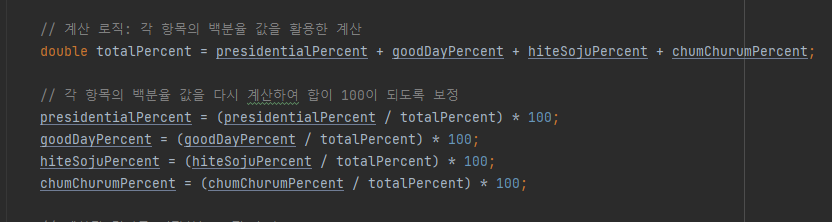 // 계산 로직: 각 항목의 백분율 값을 활용한 계산
double totalPercent = presidentialPercent + goodDayPercent + hiteSojuPercent + chumChurumPercent;
// 각 항목의 백분율 값을 다시 계산하여 합이 100이 되도록 보정
presidentialPercent = (presidentialPercent / totalPercent) * 100;
goodDayPercent = (goodDayPercent / totalPercent) * 100;
hiteSojuPercent = (hiteSojuPercent / totalPercent) * 100;
chumChurumPercent = (chumChurumPercent / totalPercent) * 100;